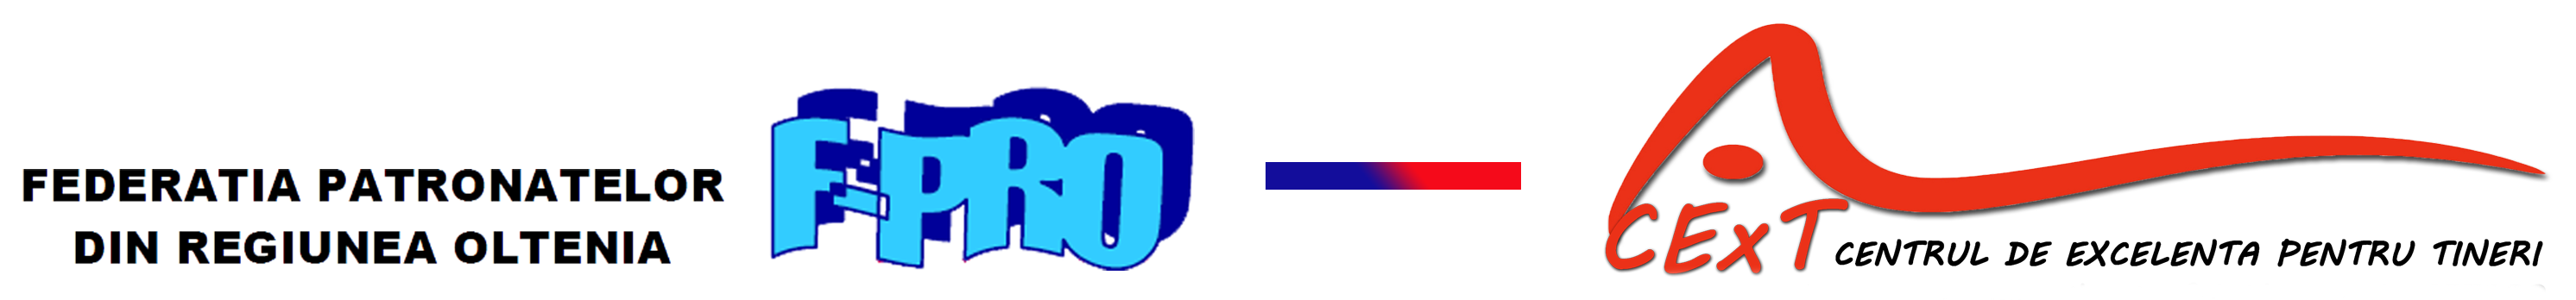 FEDERATIA PATRONATELOR
DIN REGIUNEA OLTENIA
F-PRO
CExT
CENTRUL DE EXCELENTA PENTRU TINERI